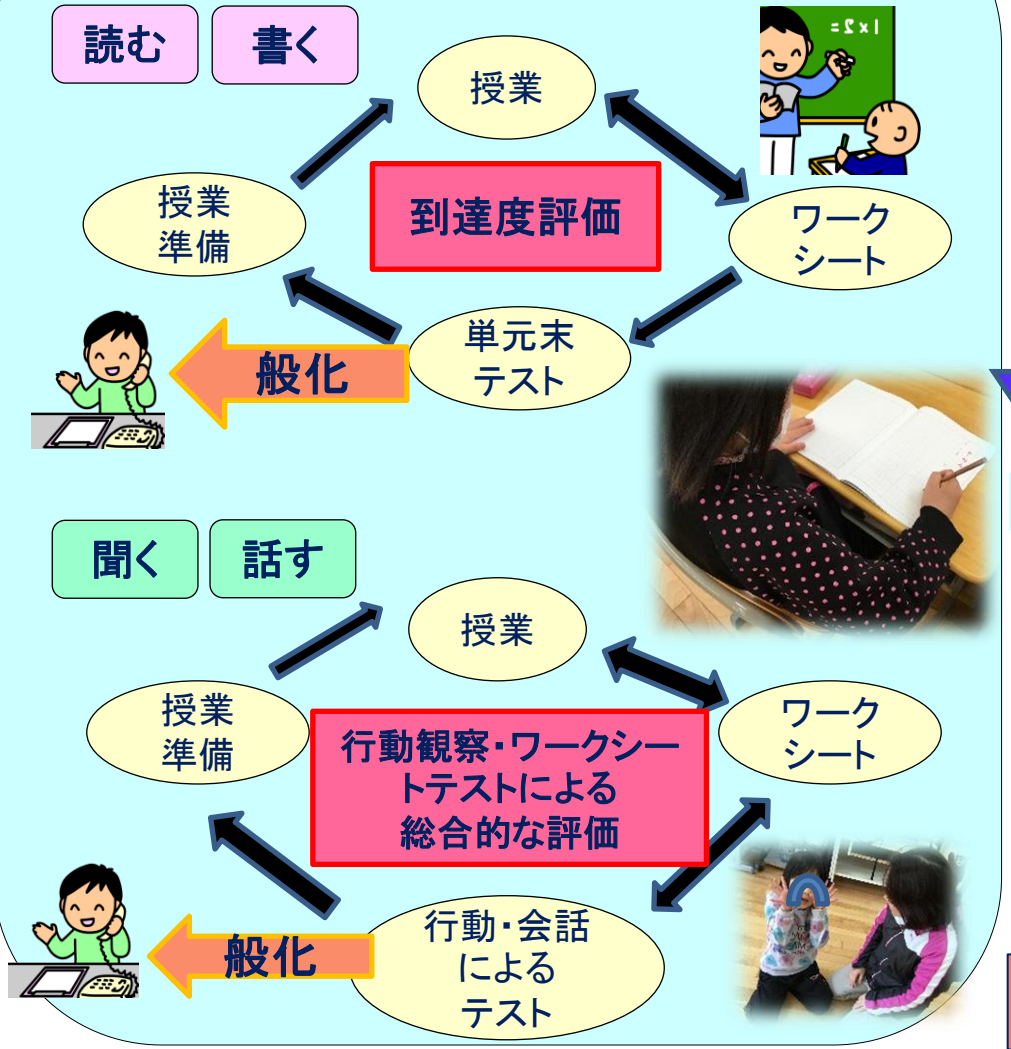 読む
書く
授業
= 2 x 1
授業
準備
到達度評価
ワーク
シート
単元末
テスト
般化
聞く
話す
授業
授業
準備
行動観察・ワークシー
トテストによる
総合的な評価
ワーク
シート
行動・会話
による
テスト
般化